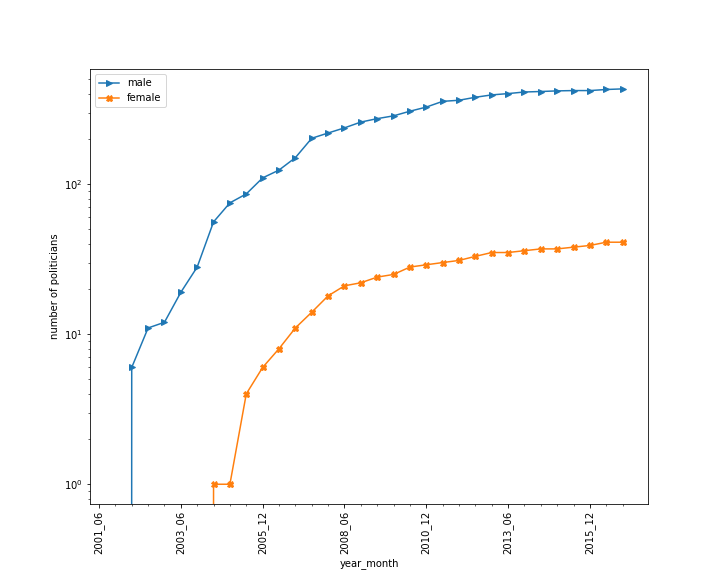 male
female
10²
10¹
10⁰
number of politicians
2001_06
2003_06
2005_12
2008_06
2010_12
2013_06
2015_12
year_month